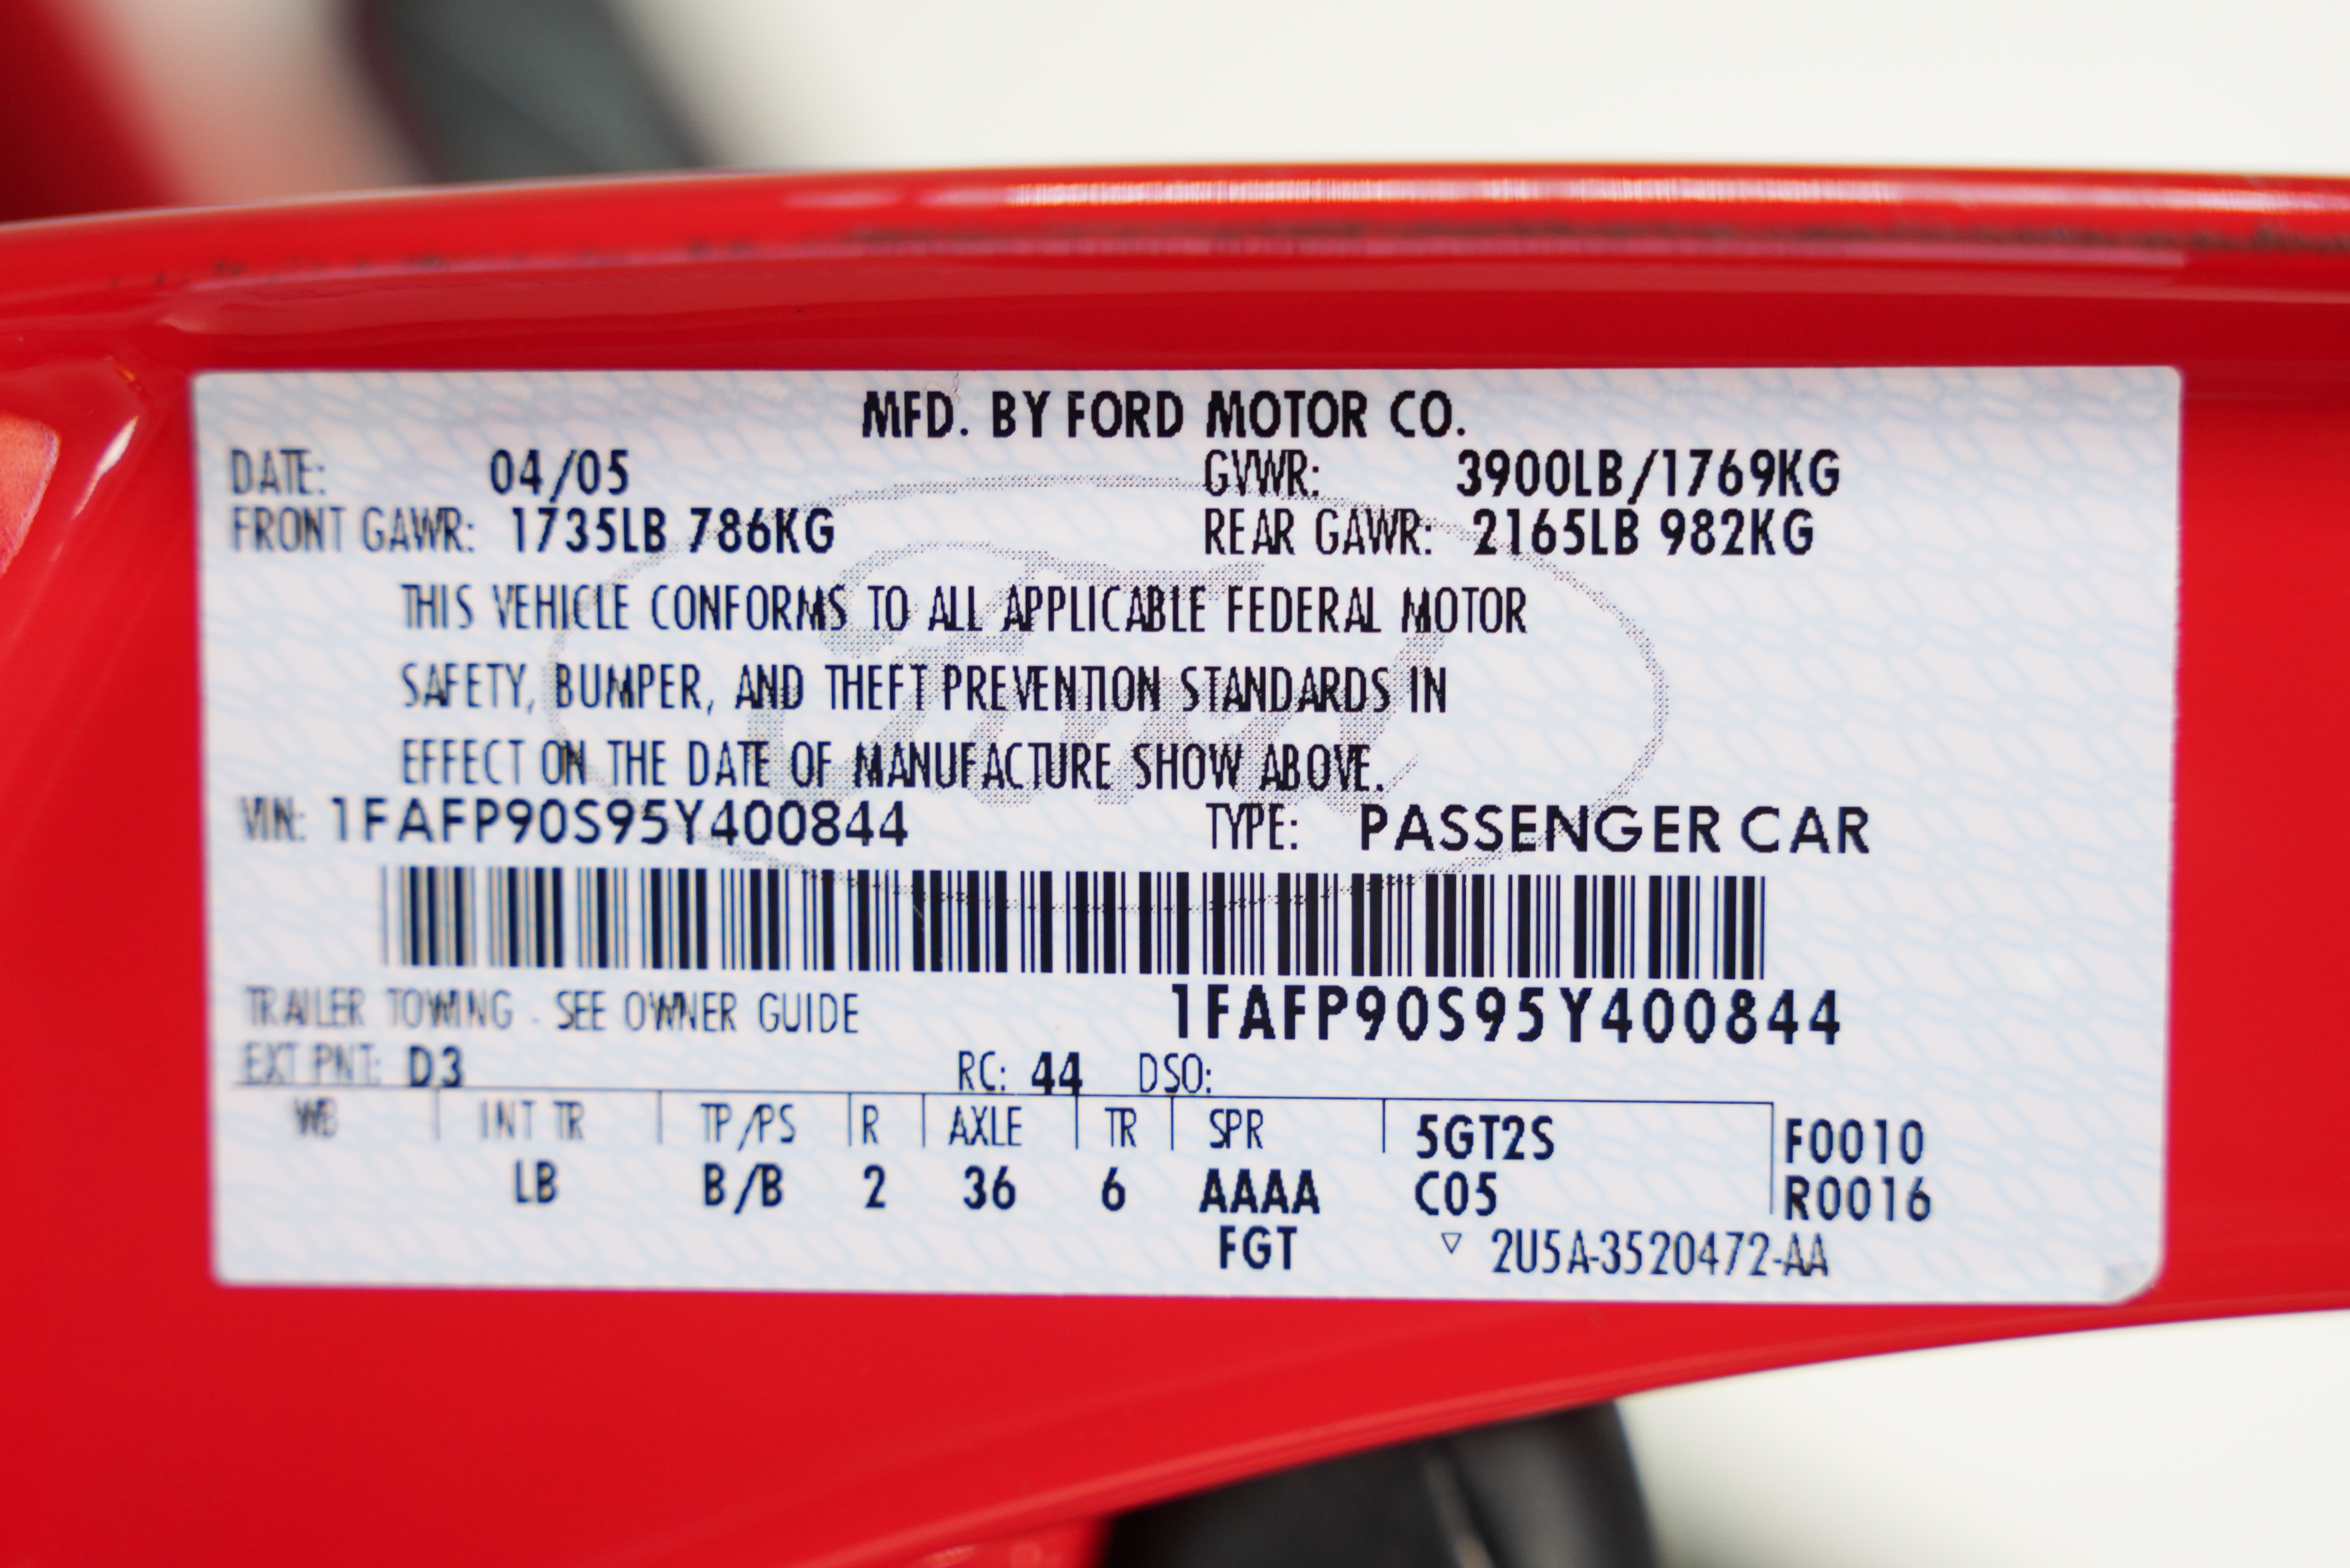 MFD. BY FORD MOTOR CO.
DATE: 04/05 GVWR: 3900LB/1769KG
FRONT GAWR: 1735LB 786KG REAR GAWR: 2165LB 982KG
THIS VEHICLE CONFORMS TO ALL APPLICABLE FEDERAL MOTOR
SAFETY, BUMPER, AND THEFT PREVENTION STANDARDS IN
EFFECT ON THE DATE OF MANUFACTURE SHOW ABOVE.
VIN: 1FAFP90S95Y400844 TYPE: PASSENGER CAR
TRAILER TOWING - SEE OWNER GUIDE 1FAFP90S95Y400844
EXT PNT: D3 RC: 44 DSO:
WB INT TR TP/PS R AXLE TR SPR 5GT2S F0010
LB B/B 2 36 6 AAAA C05 R0016
FGT ▽ 2U5A-3520472-AA
Ford